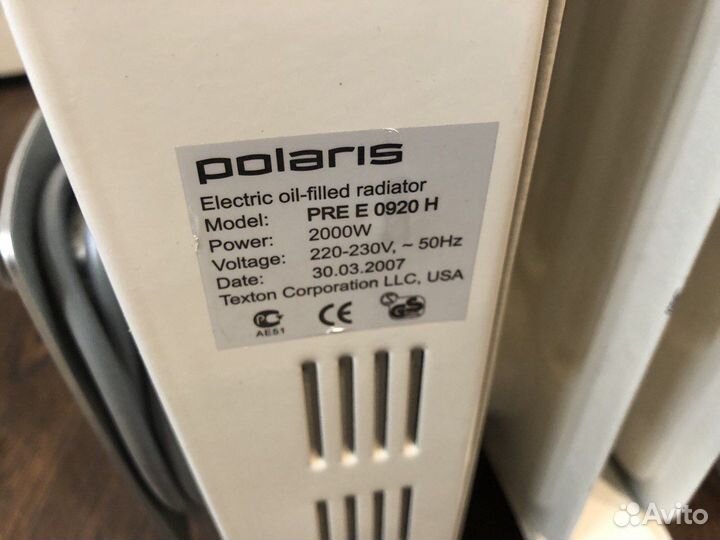 polaris
Electric oil-filled radiator
Model: PRE E 0920 H
Power: 2000W
Voltage: 220-230V, ~ 50Hz
Date: 30.03.2007
Texton Corporation LLC, USA
AE51
CE
GS
Avito